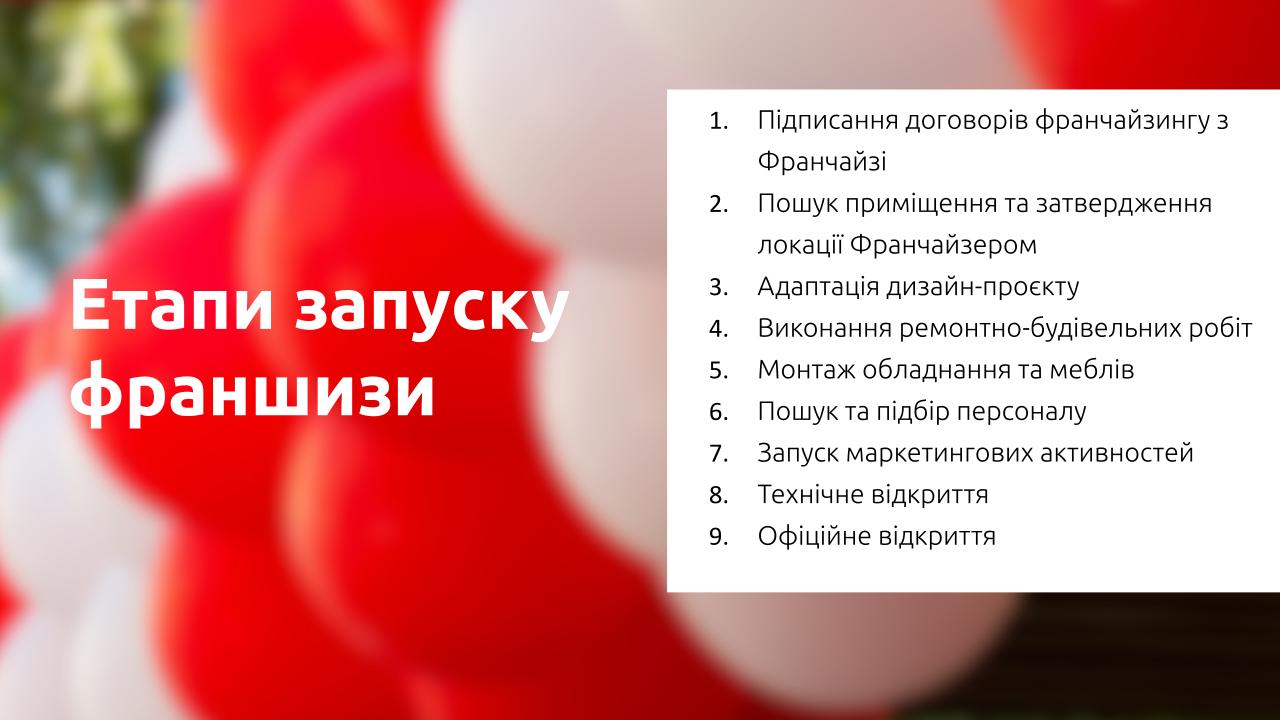 Етапи запуску
франшизи
1. Підписання договорів франчайзингу з
Франчайзі
2. Пошук приміщення та затвердження
локації Франчайзером
3. Адаптація дизайн-проєкту
4. Виконання ремонтно-будівельних робіт
5. Монтаж обладнання та меблів
6. Пошук та підбір персоналу
7. Запуск маркетингових активностей
8. Технічне відкриття
9. Офіційне відкриття